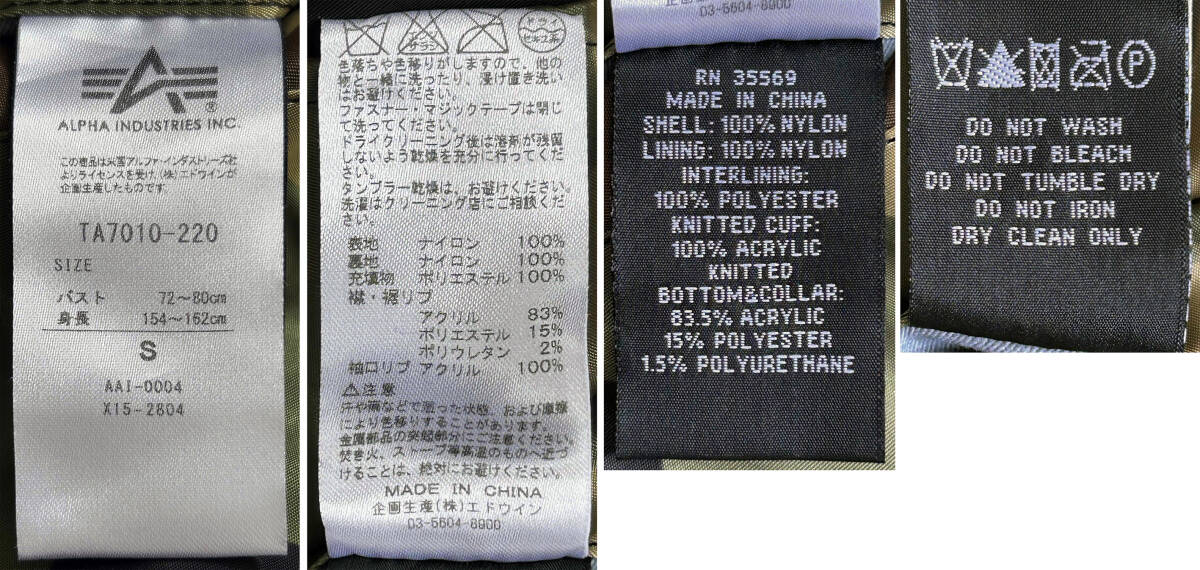 ALPHA INDUSTRIES INC.
この商品は米国アルファ・インダストリーズ社
よりライセンスを受け、(株)エドウインが
企画生産したものです。
TA7010-220
SIZE
バスト 72~80cm
身長 154~162cm
S
AAI-0004
X15-2804
エンソ
サラシ
ドライ
セキユ系
色落ちや色移りがしますので、他の
物と一緒に洗ったり、浸け置き洗い
はお避けください。
ファスナー・マジックテープは閉じ
て洗ってください。
ドライクリーニング後は溶剤が残留
しないよう乾燥を充分に行ってくだ
さい。
タンブラー乾燥は、お避けください。
洗濯はクリーニング店にご相談くだ
さい。
表地 ナイロン 100%
裏地 ナイロン 100%
充填物 ポリエステル 100%
襟・裾リブ
アクリル 83%
ポリエステル 15%
ポリウレタン 2%
袖口リブ アクリル 100%
⚠注意
汗や雨などで湿った状態、および摩擦
により色移りすることがあります。
金属部品の突起部分にご注意ください。
焚き火、ストーブ等高温のものへ近づ
けることは、絶対にお避けください。
MADE IN CHINA
企画生産(株)エドウイン
03-5604-8900
03-5604-8900
RN 35569
MADE IN CHINA
SHELL: 100% NYLON
LINING: 100% NYLON
INTERLINING:
100% POLYESTER
KNITTED CUFF:
100% ACRYLIC
KNITTED
BOTTOM&COLLAR:
83.5% ACRYLIC
15% POLYESTER
1.5% POLYURETHANE
P
DO NOT WASH
DO NOT BLEACH
DO NOT TUMBLE DRY
DO NOT IRON
DRY CLEAN ONLY